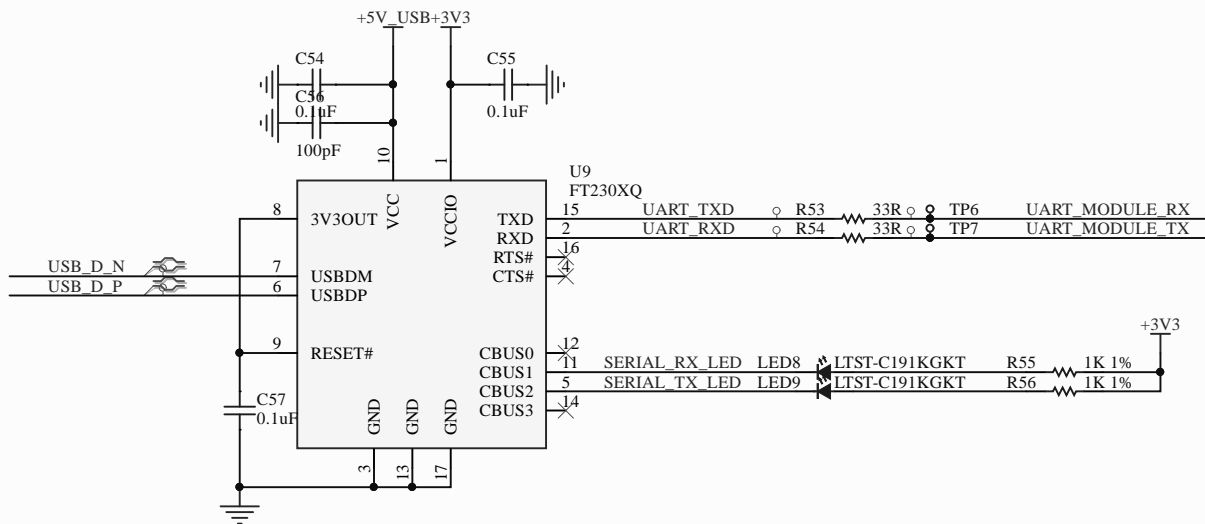 +5V_USB +3V3
C54
0.1uF
C56
100pF
C55
0.1uF
10
1
U9
FT230XQ
VCC
VCCIO
8
3V3OUT
TXD
15
UART_TXD
R53
33R
TP6
UART_MODULE_RX
RXD
2
UART_RXD
R54
33R
TP7
UART_MODULE_TX
RTS#
16
CTS#
4
USB_D_N
7
USBDM
USB_D_P
6
USBDP
+3V3
9
RESET#
CBUS0
12
CBUS1
11
SERIAL_RX_LED
LED8
LTST-C191KGKT
R55
1K 1%
CBUS2
5
SERIAL_TX_LED
LED9
LTST-C191KGKT
R56
1K 1%
CBUS3
14
C57
0.1uF
GND
GND
GND
3
13
17